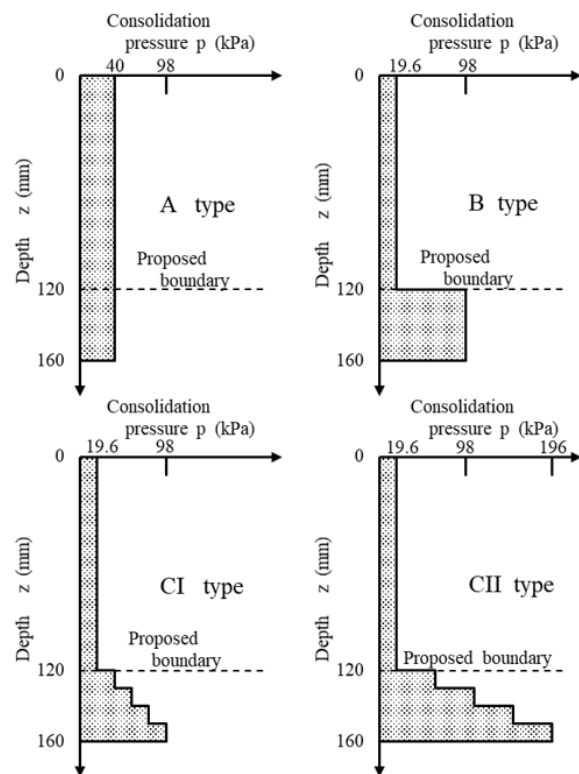 Consolidation
pressure p (kPa)
40 98
0
Depth z (mm)
A type
Proposed
boundary
120
160
Consolidation
pressure p (kPa)
19.6 98
0
Depth z (mm)
B type
Proposed
boundary
120
160
Consolidation
pressure p (kPa)
19.6 98
0
Depth z (mm)
CI type
Proposed
boundary
120
160
Consolidation
pressure p (kPa)
19.6 98 196
0
Depth z (mm)
CII type
Proposed boundary
120
160